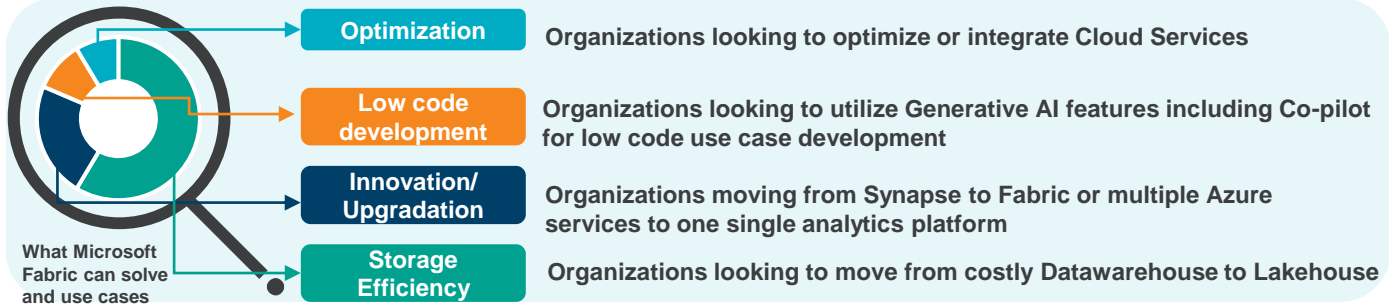 Optimization
Organizations looking to optimize or integrate Cloud Services
Low code
development
Organizations looking to utilize Generative AI features including Co-pilot
for low code use case development
Innovation/
Upgradation
Organizations moving from Synapse to Fabric or multiple Azure
services to one single analytics platform
What Microsoft
Fabric can solve
and use cases
Storage
Efficiency
Organizations looking to move from costly Datawarehouse to Lakehouse